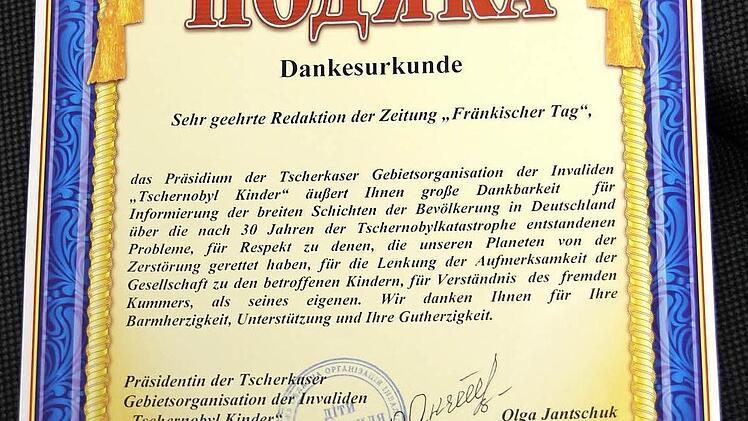 ПОДЯКА
Dankesurkunde
Sehr geehrte Redaktion der Zeitung „Fränkischer Tag“,
das Präsidium der Tscherkaser Gebietsorganisation der Invaliden
„Tschernobyl Kinder“ äußert Ihnen große Dankbarkeit für
Informierung der breiten Schichten der Bevölkerung in Deutschland
über die nach 30 Jahren der Tschernobylkatastrophe entstandenen
Probleme, für Respekt zu denen, die unseren Planeten von der
Zerstörung gerettet haben, für die Lenkung der Aufmerksamkeit der
Gesellschaft zu den betroffenen Kindern, für Verständnis des fremden
Kummers, als seines eigenen. Wir danken Ihnen für Ihre
Barmherzigkeit, Unterstützung und Ihre Gutherzigkeit.
Präsidentin der Tscherkaser
Gebietsorganisation der Invaliden
„Tschernobyl Kinder“
Olga Jantschuk
ОРГАНІЗАЦІЯ
ДІТИ